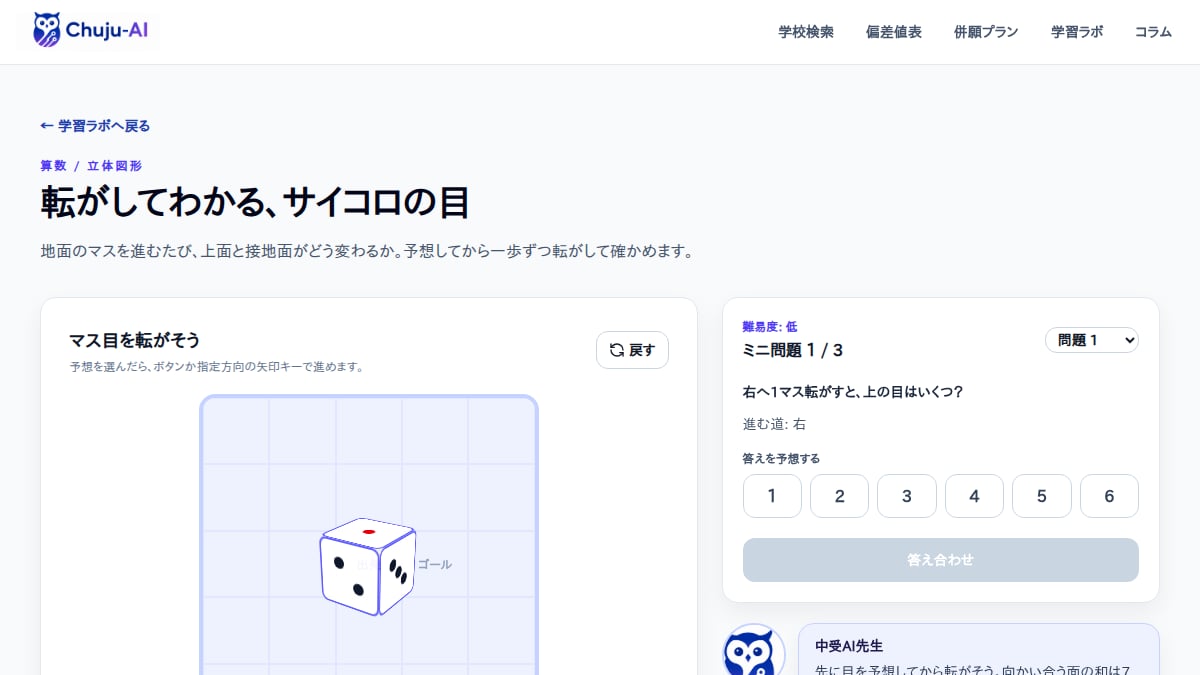 Chuju-AI
学校検索
偏差値表
併願プラン
学習ラボ
コラム
← 学習ラボへ戻る
算数 / 立体図形
転がしてわかる、サイコロの目
地面のマスを進むたび、上面と接地面がどう変わるか。予想してから一歩ずつ転がして確かめます。
マス目を転がそう
戻す
予想を選んだら、ボタンか指定方向の矢印キーで進めます。
ゴール
難易度: 低
ミニ問題 1 / 3
問題 1
右へ1マス転がすと、上の目はいくつ?
進む道: 右
答えを予想する
1 2 3 4 5 6
答え合わせ
中受AI先生
先に目を予想してから転がそう。向かい合う面の和は7